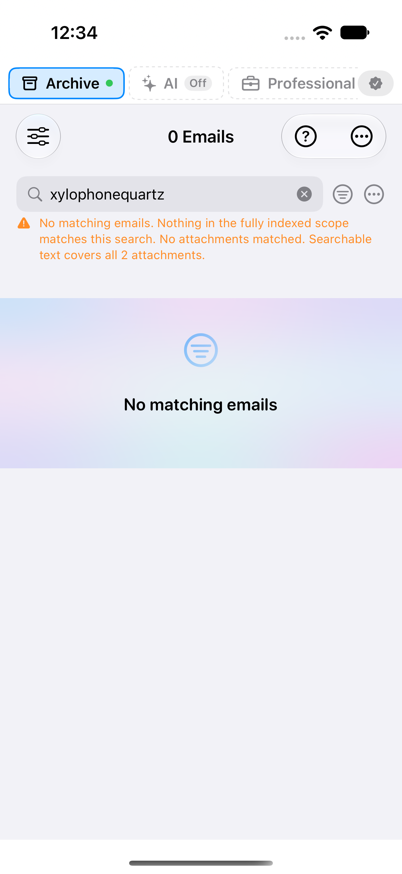 12:34
Archive
AI Off
Professional
0 Emails
xylophonequartz
No matching emails. Nothing in the fully indexed scope
matches this search. No attachments matched. Searchable
text covers all 2 attachments.
No matching emails